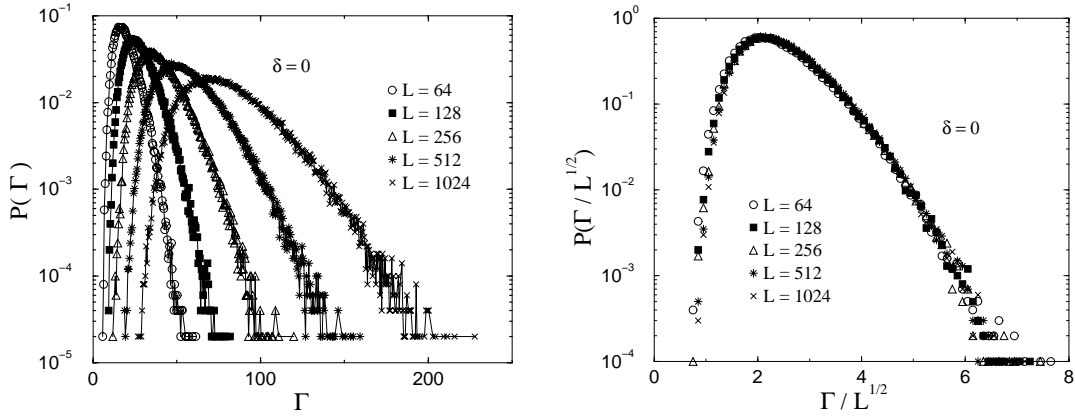 10^{-1}
10^{-2}
10^{-3}
10^{-4}
10^{-5}
P( Γ )
δ = 0
L = 64
L = 128
L = 256
L = 512
L = 1024
0
100
200
Γ
10^{0}
10^{-1}
10^{-2}
10^{-3}
10^{-4}
P(Γ / L^{1/2})
δ = 0
L = 64
L = 128
L = 256
L = 512
L = 1024
0
2
4
6
8
Γ / L^{1/2}